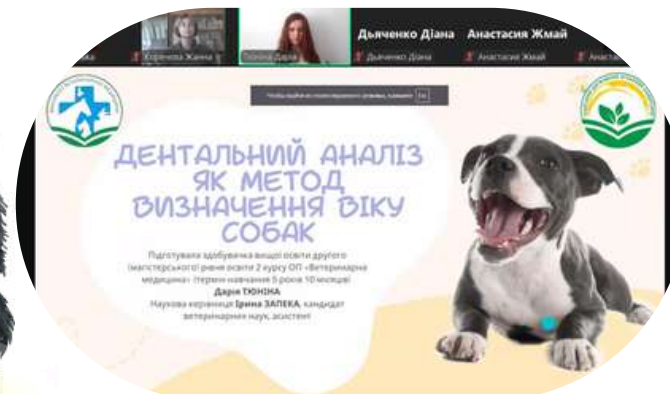 Дьяченко Діана Анастасия Жмай
Коренєва Жанна
Дьяченко Діана
Анастасия Жмай
ДЕНТАЛЬНИЙ АНАЛІЗ
ЯК МЕТОД
ВИЗНАЧЕННЯ ВІКУ
СОБАК
Підготувала здобувачка вищої освіти другого
(магістерського) рівня освіти 2 курсу ОП «Ветеринарна
медицина» (термін навчання 5 років 10 місяців)
Дарія ТЮНІНА
Наукова керівниця Ірина ЗАПЕКА, кандидат
ветеринарних наук, асистент